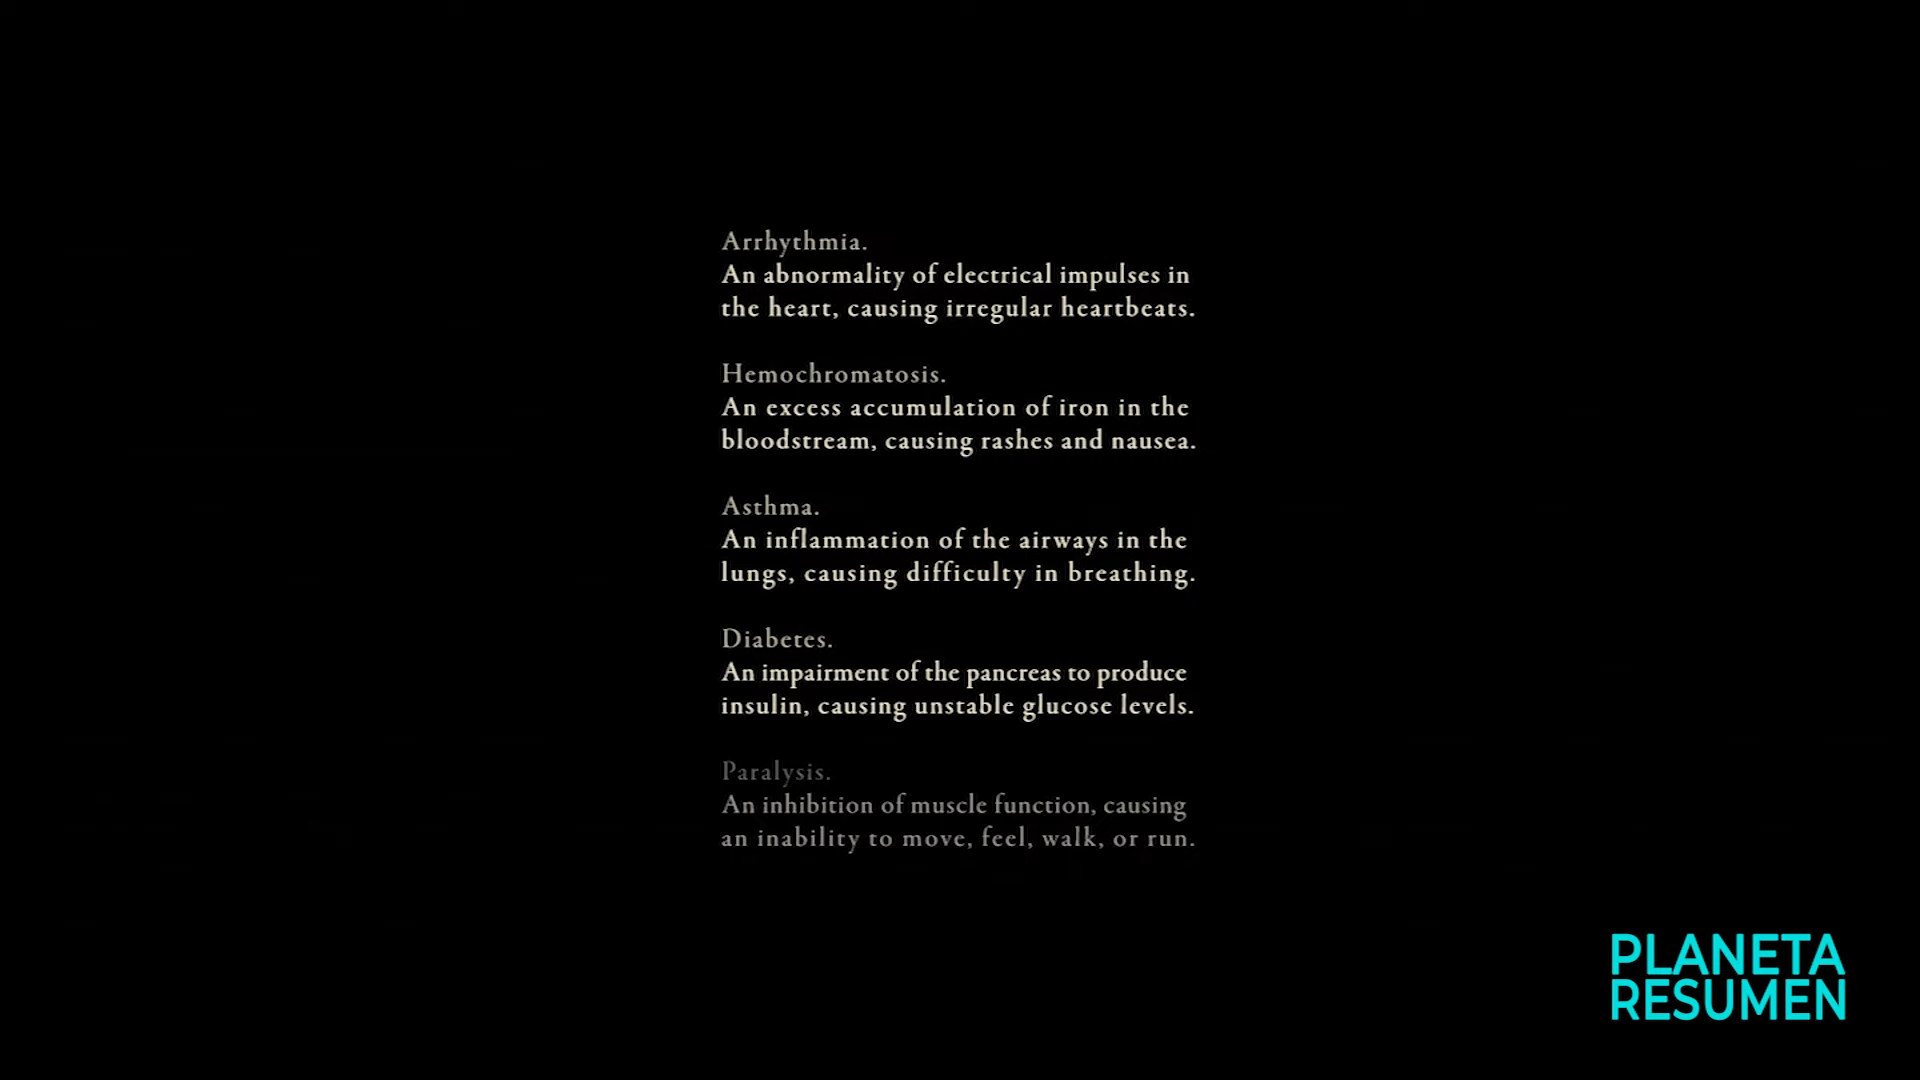 Arrhythmia.
An abnormality of electrical impulses in
the heart, causing irregular heartbeats.
Hemochromatosis.
An excess accumulation of iron in the
bloodstream, causing rashes and nausea.
Asthma.
An inflammation of the airways in the
lungs, causing difficulty in breathing.
Diabetes.
An impairment of the pancreas to produce
insulin, causing unstable glucose levels.
Paralysis.
An inhibition of muscle function, causing
an inability to move, feel, walk, or run.
PLANETA
RESUMEN